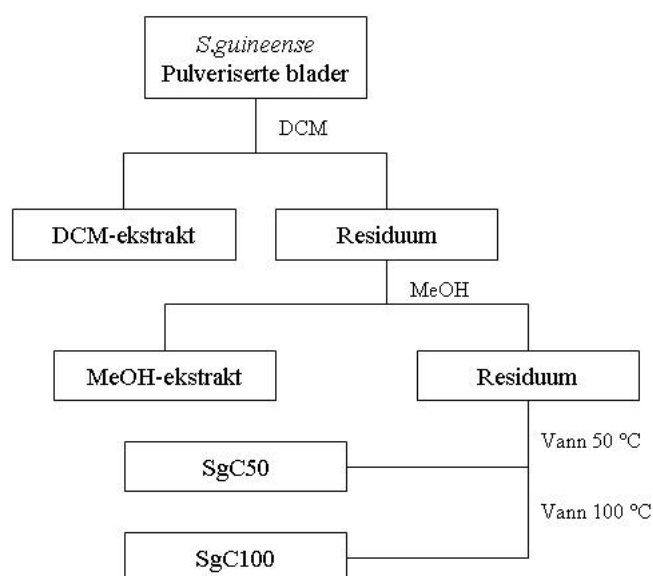 S.guineense
Pulveriserte blader
DCM
DCM-ekstrakt
Residuum
MeOH
MeOH-ekstrakt
Residuum
Vann 50 °C
SgC50
Vann 100 °C
SgC100